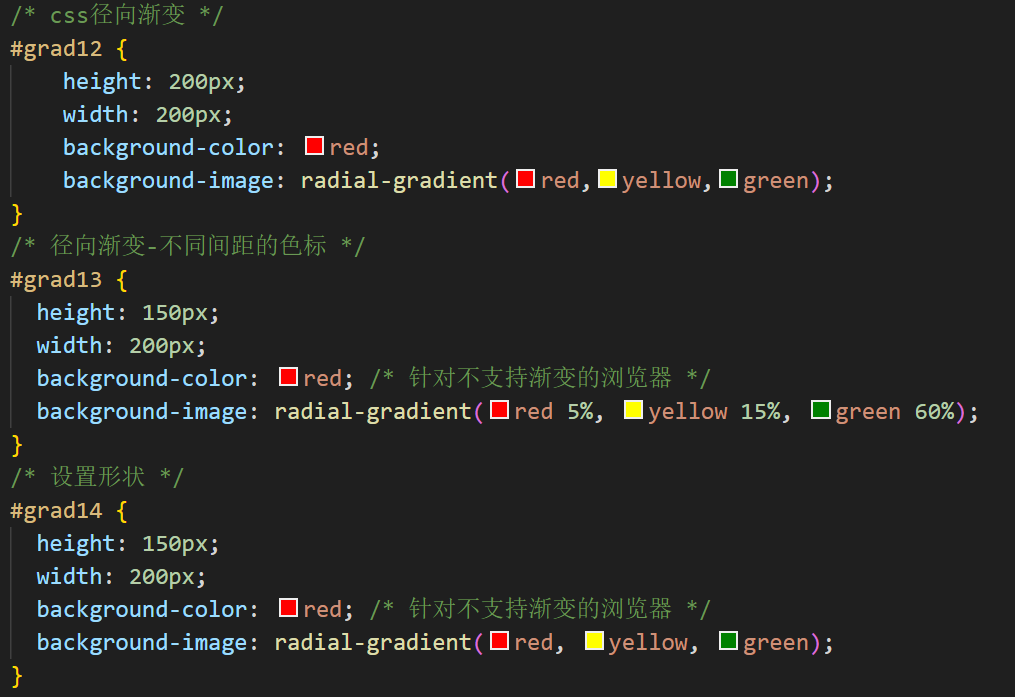 /* css径向渐变 */
#grad12 {
    height: 200px;
    width: 200px;
    background-color: red;
    background-image: radial-gradient(red,yellow,green);
}
/* 径向渐变-不同间距的色标 */
#grad13 {
  height: 150px;
  width: 200px;
  background-color: red; /* 针对不支持渐变的浏览器 */
  background-image: radial-gradient(red 5%, yellow 15%, green 60%);
}
/* 设置形状 */
#grad14 {
  height: 150px;
  width: 200px;
  background-color: red; /* 针对不支持渐变的浏览器 */
  background-image: radial-gradient(red, yellow, green);
}